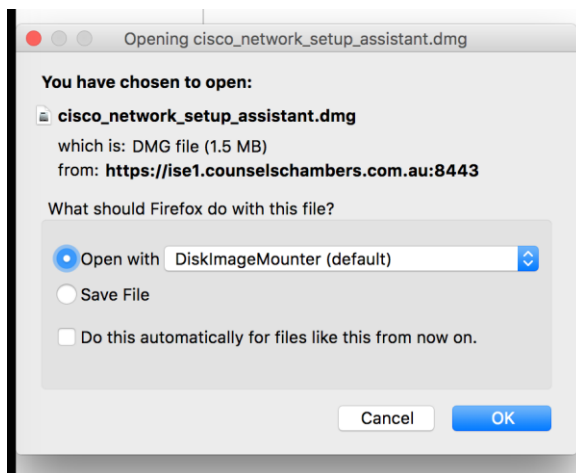 Opening cisco_network_setup_assistant.dmg
You have chosen to open:
cisco_network_setup_assistant.dmg
which is: DMG file (1.5 MB)
from: https://ise1.counselschambers.com.au:8443
What should Firefox do with this file?
Open with DiskImageMounter (default)
Save File
Do this automatically for files like this from now on.
Cancel OK